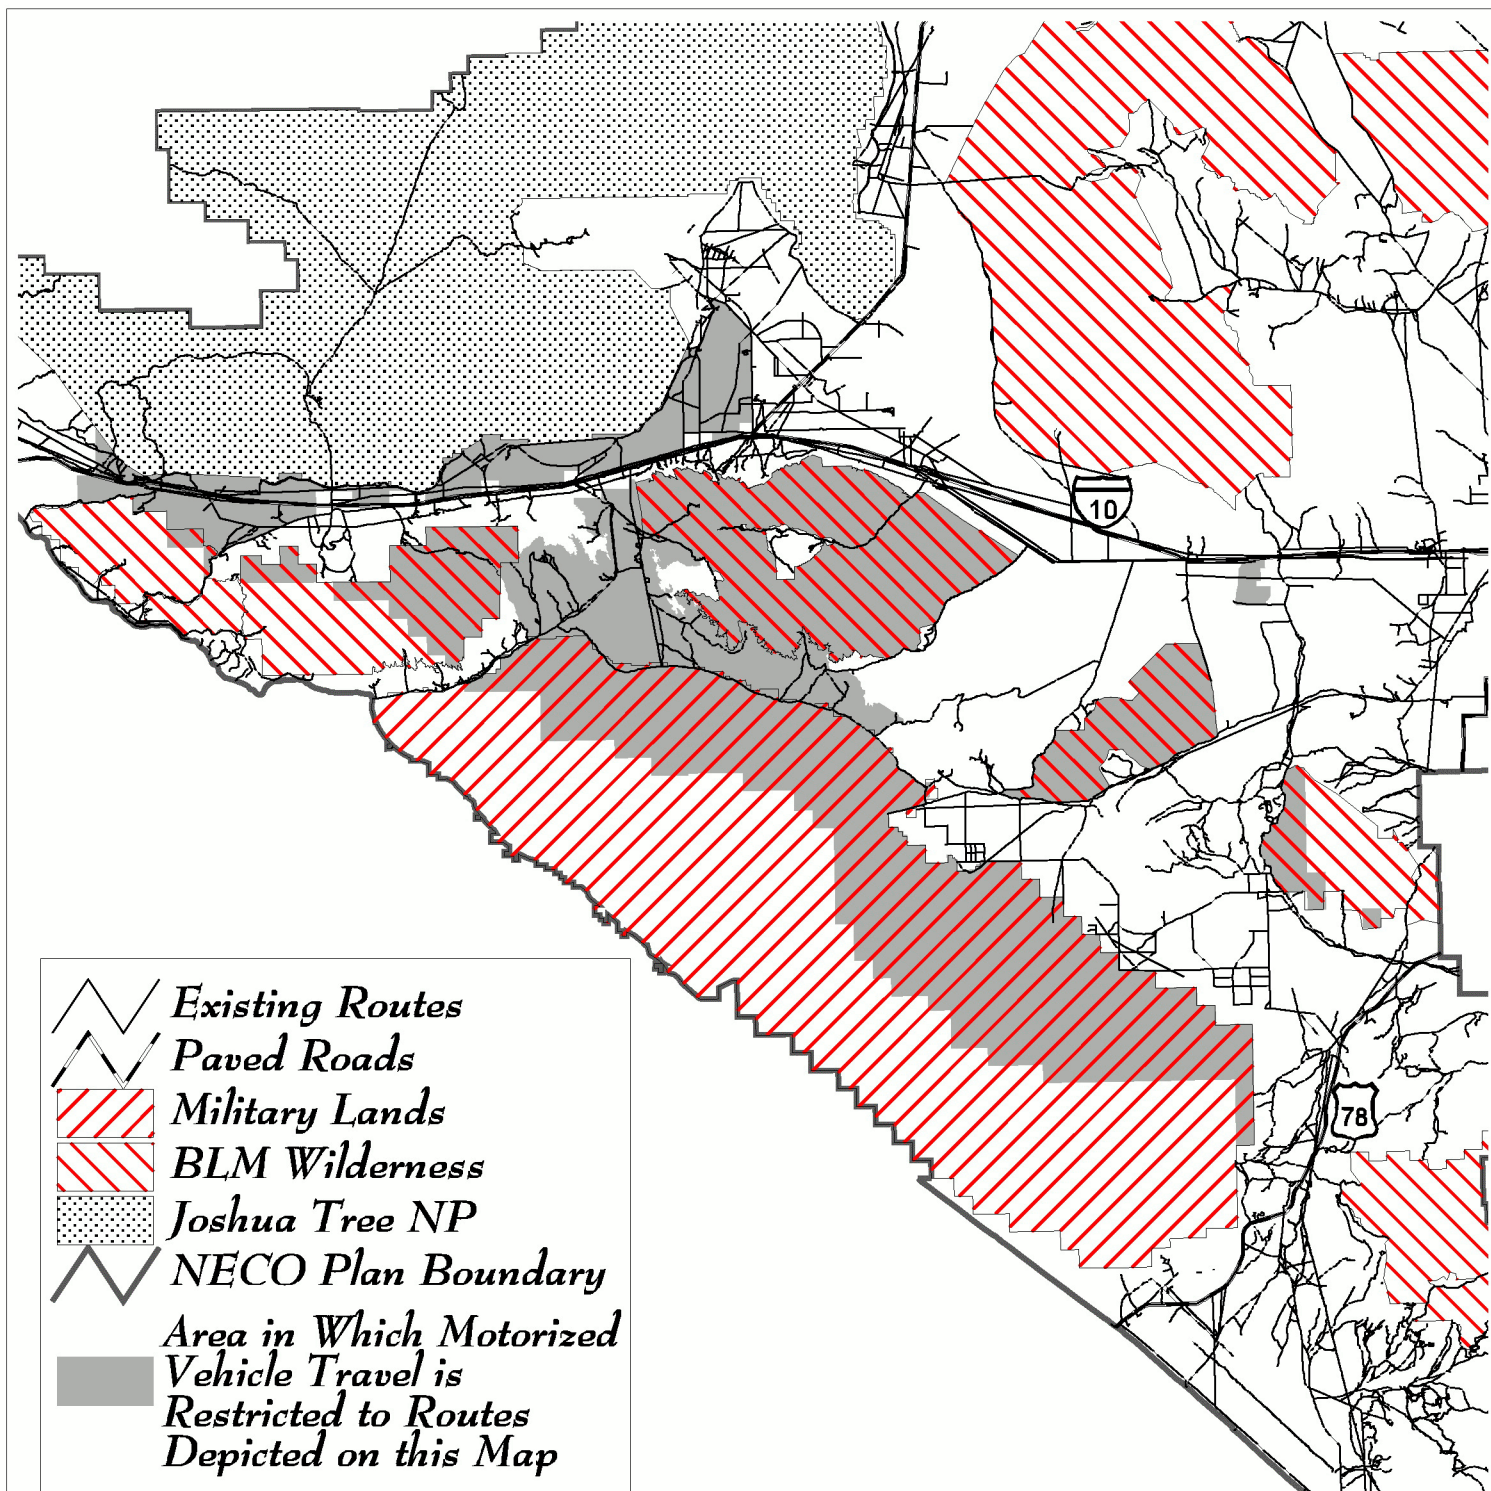 10
78
Existing Routes
Paved Roads
Military Lands
BLM Wilderness
Joshua Tree NP
NECO Plan Boundary
Area in Which Motorized
Vehicle Travel is
Restricted to Routes
Depicted on this Map